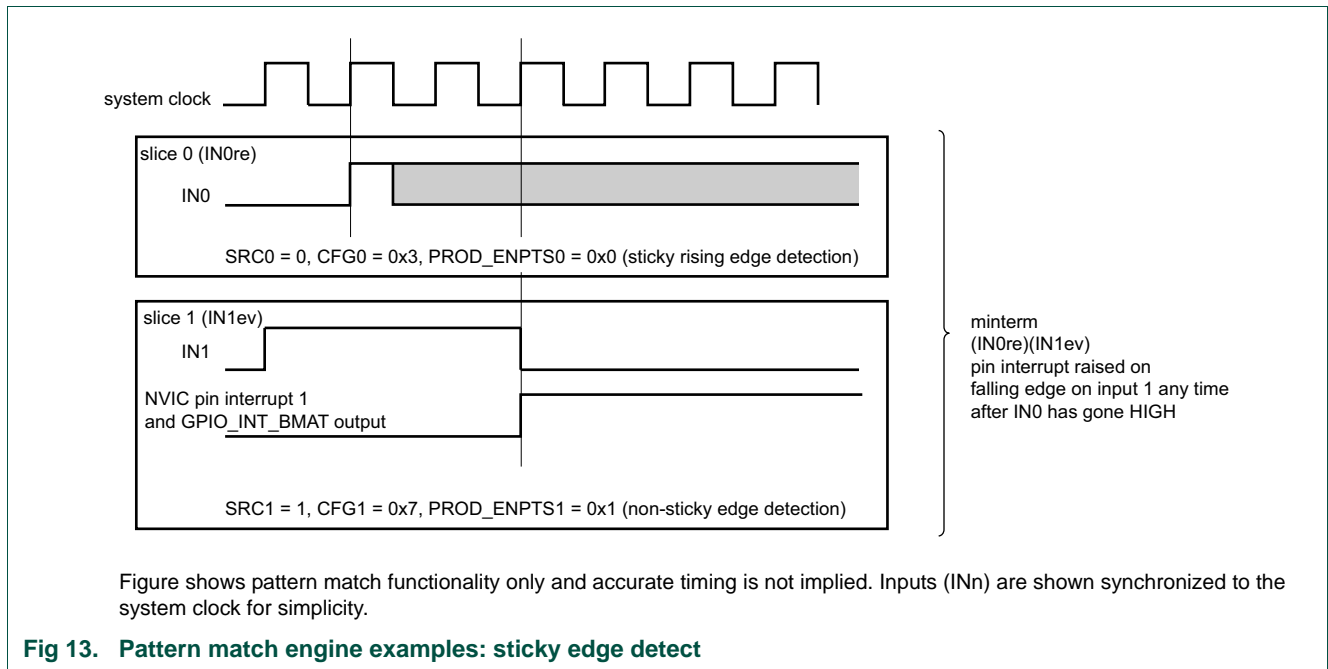 system clock
slice 0 (IN0re)
IN0
SRC0 = 0, CFG0 = 0x3, PROD_ENPTS0 = 0x0 (sticky rising edge detection)
slice 1 (IN1ev)
IN1
NVIC pin interrupt 1
and GPIO_INT_BMAT output
SRC1 = 1, CFG1 = 0x7, PROD_ENPTS1 = 0x1 (non-sticky edge detection)
minterm
(IN0re)(IN1ev)
pin interrupt raised on
falling edge on input 1 any time
after IN0 has gone HIGH
Figure shows pattern match functionality only and accurate timing is not implied. Inputs (INn) are shown synchronized to the
system clock for simplicity.
Fig 13. Pattern match engine examples: sticky edge detect